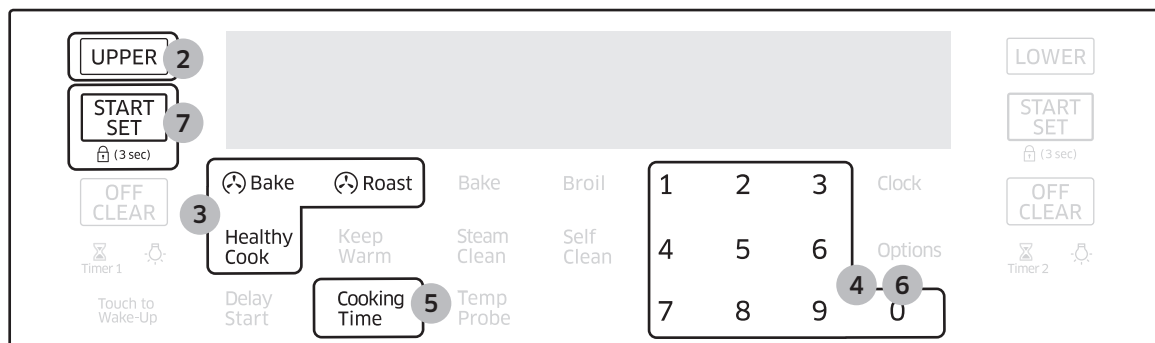 UPPER 2
LOWER
START
SET
7
(3 sec)
START
SET
(3 sec)
Bake Roast Bake Broil 1 2 3 Clock
OFF
CLEAR
OFF
CLEAR
3
Healthy
Cook
Keep
Warm
Steam
Clean
Self
Clean
4 5 6 Options
Timer 1
Timer 2
4 6
Touch to
Wake-Up
Delay
Start
Cooking
Time
5
Temp
Probe
7 8 9 0